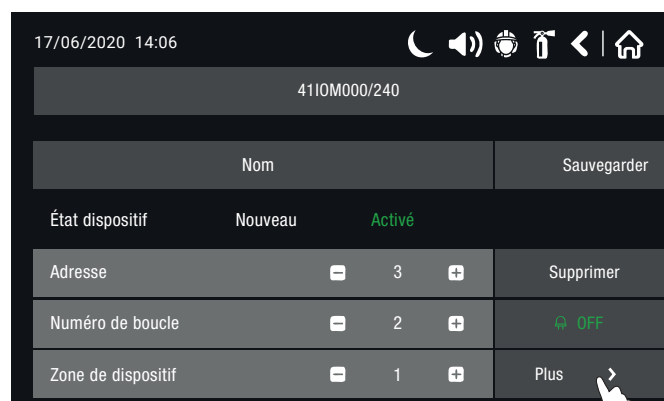 17/06/2020 14:06
41IOM000/240
Nom Sauvegarder
État dispositif Nouveau Activé
Adresse 3 Supprimer
Numéro de boucle 2 OFF
Zone de dispositif 1 Plus